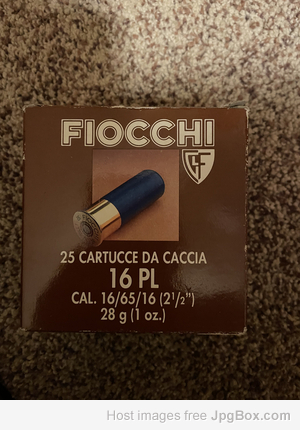 FIOCCHI
GF
25 CARTUCCE DA CACCIA
16 PL
CAL. 16/65/16 (2½")
28 g (1 oz.)
Host images free JpgBox.com